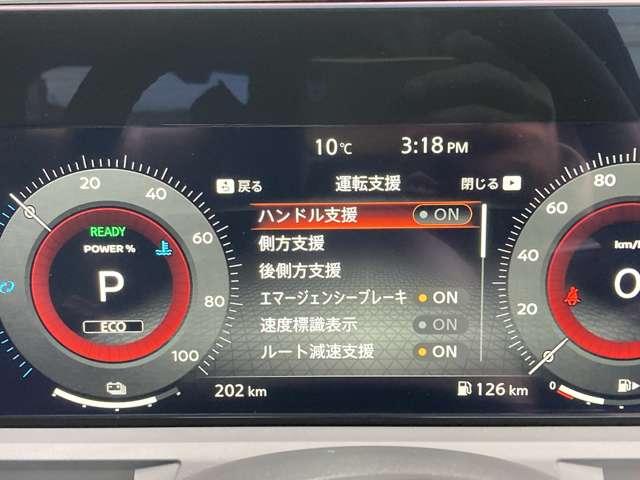 10℃ 3:18 PM
戻る 運転支援 閉じる
ハンドル支援 ON
側方支援
後側方支援
エマージェンシーブレーキ ON
速度標識表示 ON
ルート減速支援 ON
202 km 126 km
0 20 40 60 80 100
READY
POWER %
P
ECO
0 20 40 60 80
km/h
0
0